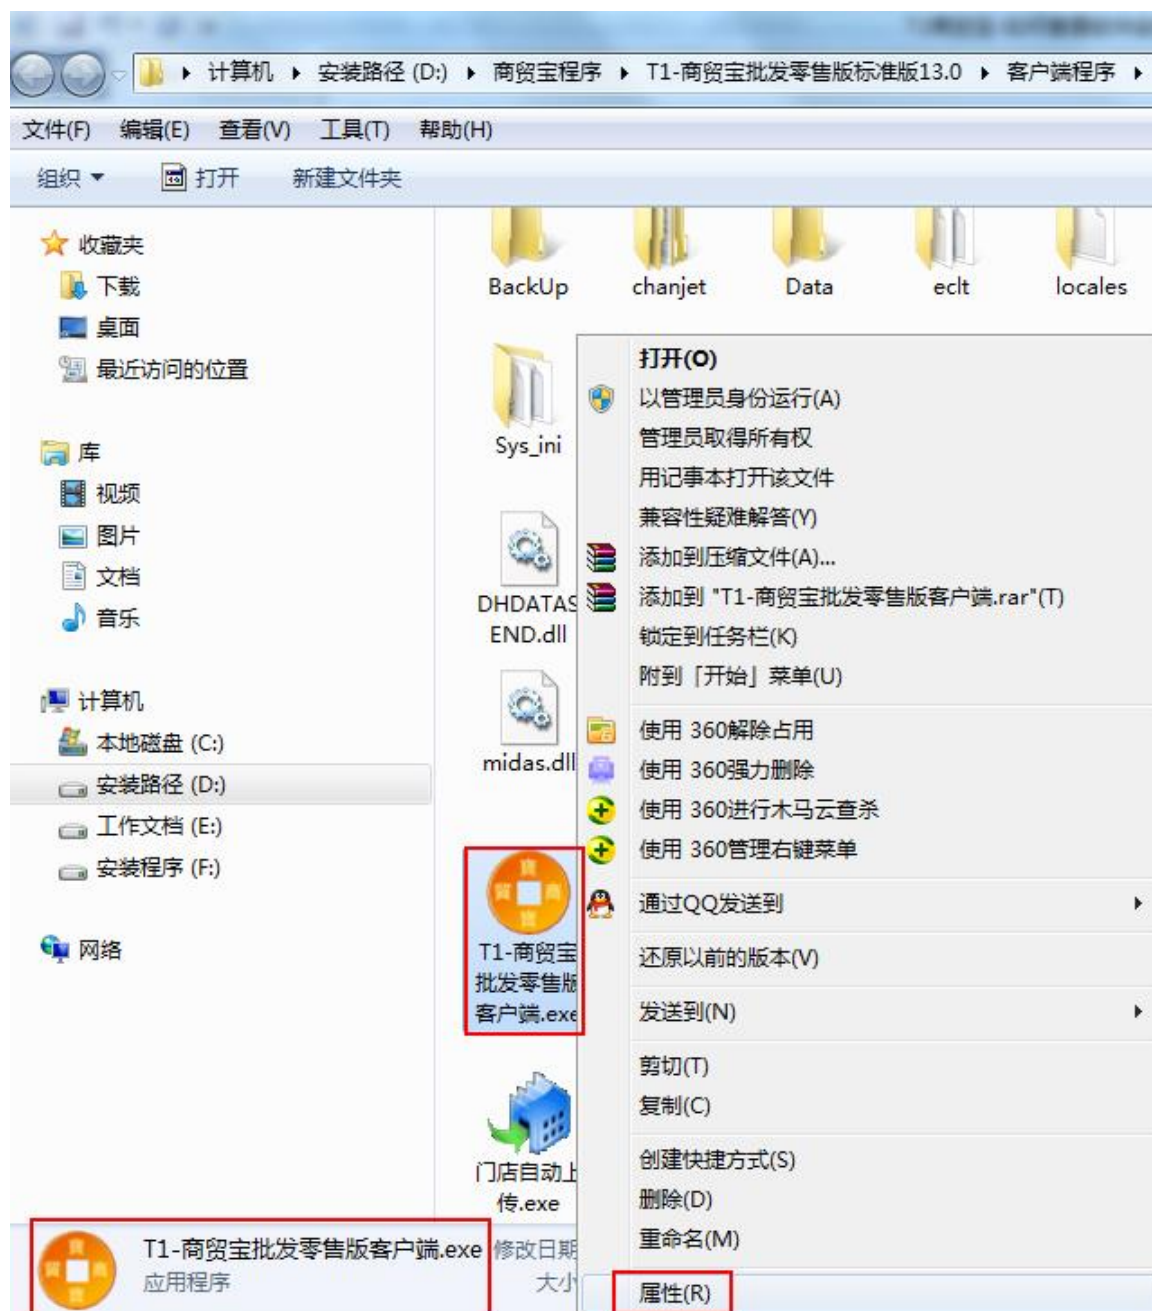 计算机 ▸ 安装路径 (D:) ▸ 商贸宝程序 ▸ T1-商贸宝批发零售版标准版13.0 ▸ 客户端程序 ▸
文件(F) 编辑(E) 查看(V) 工具(T) 帮助(H)
组织 打开 新建文件夹
收藏夹
下载
桌面
最近访问的位置
库
视频
图片
文档
音乐
计算机
本地磁盘 (C:)
安装路径 (D:)
工作文档 (E:)
安装程序 (F:)
网络
BackUp chanjet Data eclt locales
Sys_ini
DHDATAS
END.dll
midas.dll
T1-商贸宝
批发零售版
客户端.exe
门店自动上
传.exe
打开(O)
以管理员身份运行(A)
管理员取得所有权
用记事本打开该文件
兼容性疑难解答(Y)
添加到压缩文件(A)...
添加到 "T1-商贸宝批发零售版客户端.rar"(T)
锁定到任务栏(K)
附到「开始」菜单(U)
使用 360解除占用
使用 360强力删除
使用 360进行木马云查杀
使用 360管理右键菜单
通过QQ发送到
还原以前的版本(V)
发送到(N)
剪切(T)
复制(C)
创建快捷方式(S)
删除(D)
重命名(M)
属性(R)
T1-商贸宝批发零售版客户端.exe 修改日期
应用程序 大小